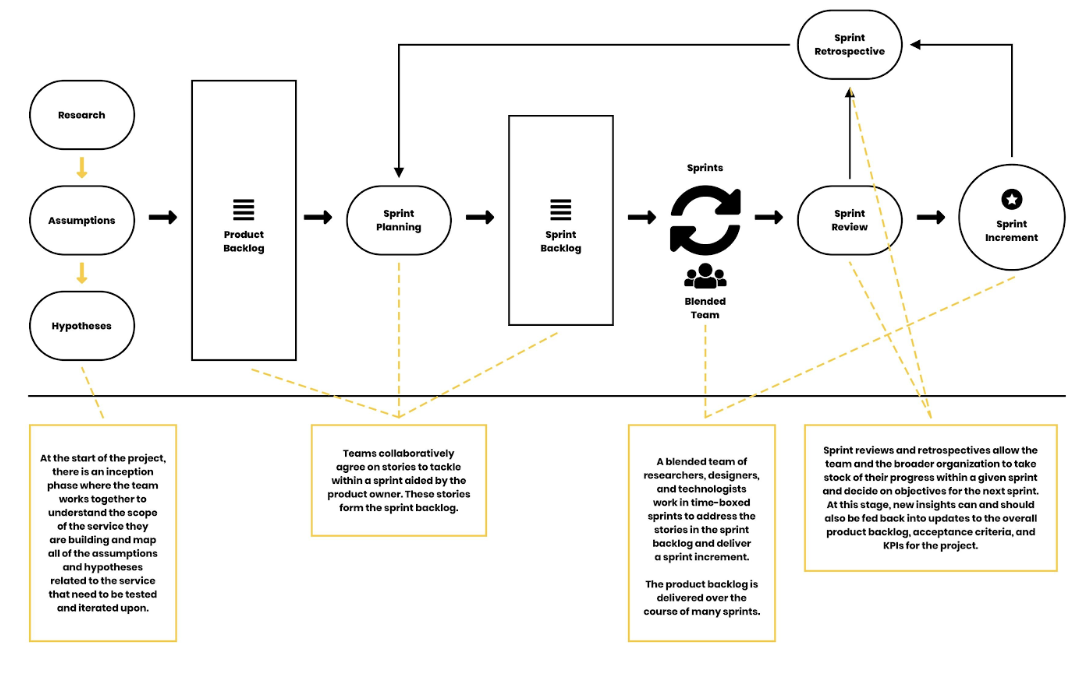 Sprint
Retrospective
Research
Assumptions
Hypotheses
Product
Backlog
Sprint
Planning
Sprint
Backlog
Sprints
Blended
Team
Sprint
Review
Sprint
Increment
At the start of the project,
there is an inception
phase where the team
works together to
understand the scope
of the service they
are building and map
all of the assumptions
and hypotheses
related to the service
that need to be tested
and iterated upon.
Teams collaboratively
agree on stories to tackle
within a sprint aided by the
product owner. These stories
form the sprint backlog.
A blended team of
researchers, designers,
and technologists
work in time-boxed
sprints to address the
stories in the sprint
backlog and deliver
a sprint increment.
The product backlog is
delivered over the
course of many sprints.
Sprint reviews and retrospectives allow the
team and the broader organization to take
stock of their progress within a given sprint
and decide on objectives for the next sprint.
At this stage, new insights can and should
also be fed back into updates to the overall
product backlog, acceptance criteria, and
KPIs for the project.